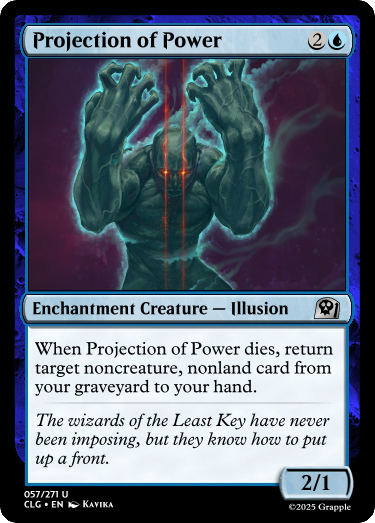 Projection of Power 2
Enchantment Creature — Illusion
When Projection of Power dies, return
target noncreature, nonland card from
your graveyard to your hand.
The wizards of the Least Key have never
been imposing, but they know how to put
up a front.
2/1
057/271 U
CLG • EN Kavika
©2025 Grapple